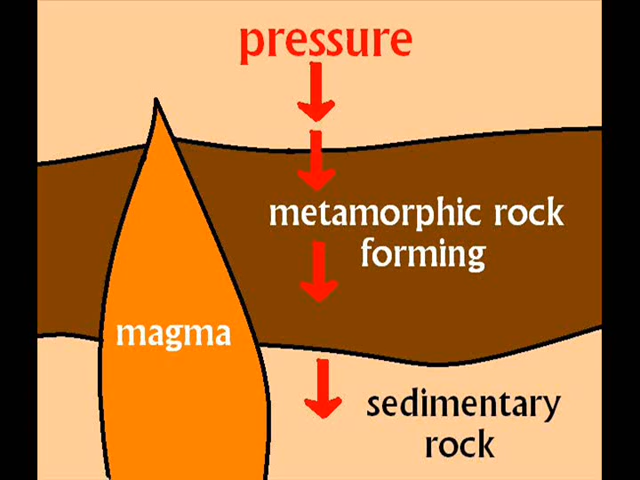 pressure
metamorphic rock
forming
magma
sedimentary
rock